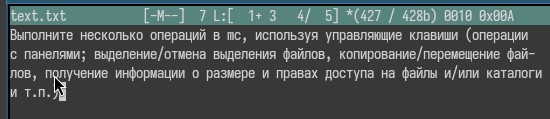 text.txt [-M--] 7 L:[ 1+ 3 4/ 5] *(427 / 428b) 0010 0x00A
Выполните несколько операций в mc, используя управляющие клавиши (операции
с панелями; выделение/отмена выделения файлов, копирование/перемещение фай-
лов, получение информации о размере и правах доступа на файлы и/или каталоги
и т.п.)